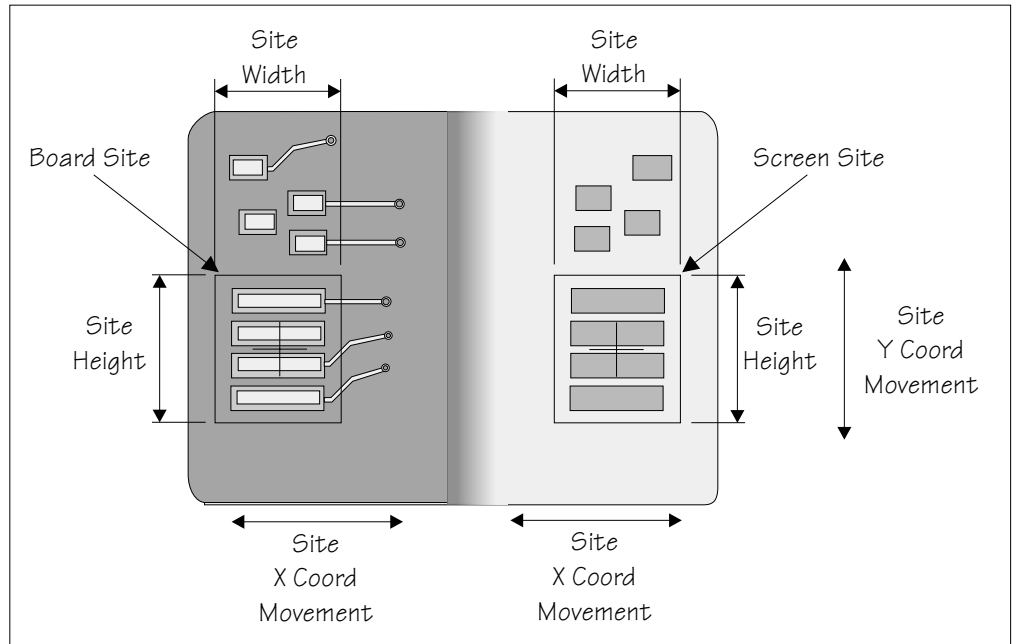 Site
Width
Site
Width
Board Site
Screen Site
Site
Height
Site
Height
Site
Y Coord
Movement
Site
X Coord
Movement
Site
X Coord
Movement